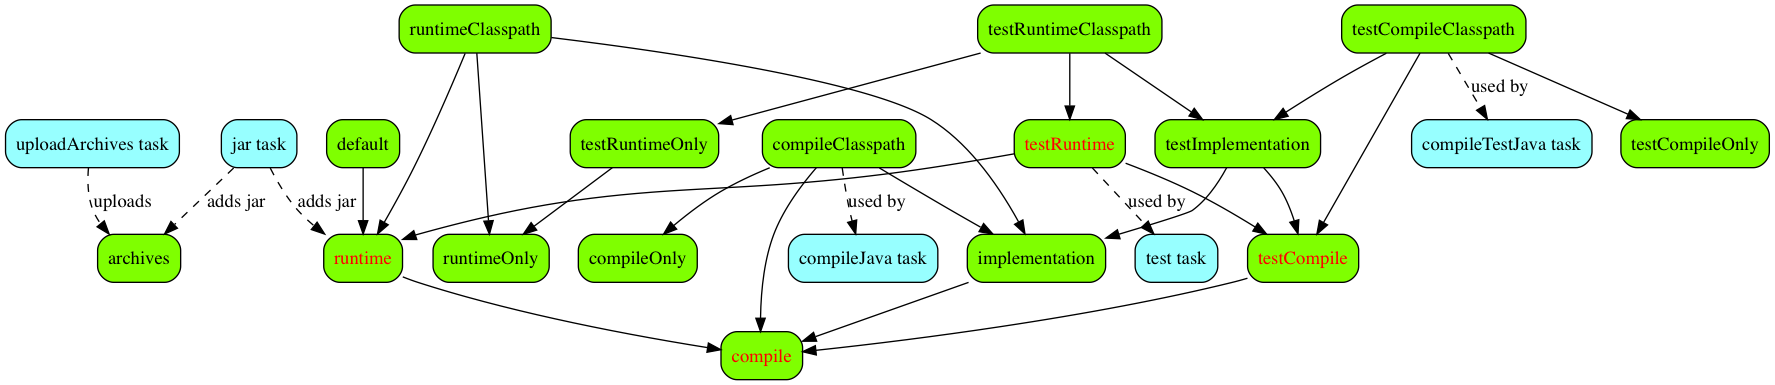 runtimeClasspath
testRuntimeClasspath
testCompileClasspath
used by
uploadArchives task
jar task
default
testRuntimeOnly
compileClasspath
testRuntime
testImplementation
compileTestJava task
testCompileOnly
uploads
adds jar
adds jar
used by
used by
archives
runtime
runtimeOnly
compileOnly
compileJava task
implementation
test task
testCompile
compile